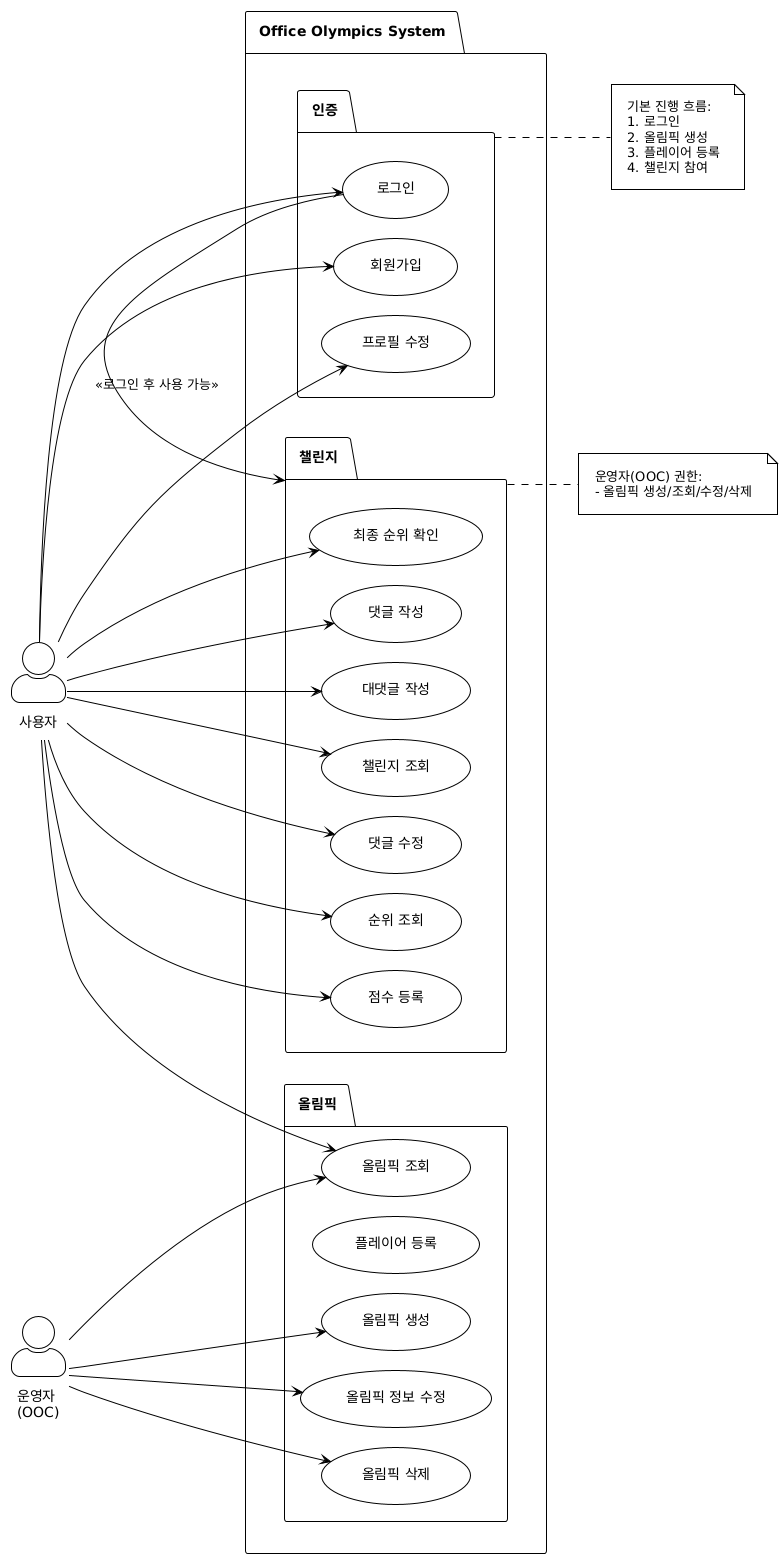 Office Olympics System
인증
기본 진행 흐름:
1. 로그인
2. 올림픽 생성
3. 플레이어 등록
4. 챌린지 참여
로그인
회원가입
프로필 수정
«로그인 후 사용 가능»
챌린지
운영자(OOC) 권한:
- 올림픽 생성/조회/수정/삭제
최종 순위 확인
댓글 작성
대댓글 작성
사용자
챌린지 조회
댓글 수정
순위 조회
점수 등록
올림픽
올림픽 조회
플레이어 등록
올림픽 생성
운영자
(OOC)
올림픽 정보 수정
올림픽 삭제